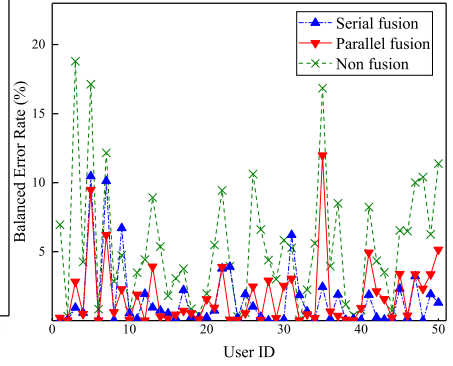 Serial fusion
Parallel fusion
Non fusion
Balanced Error Rate (%)
20
15
10
5
0
10
20
30
40
50
User ID